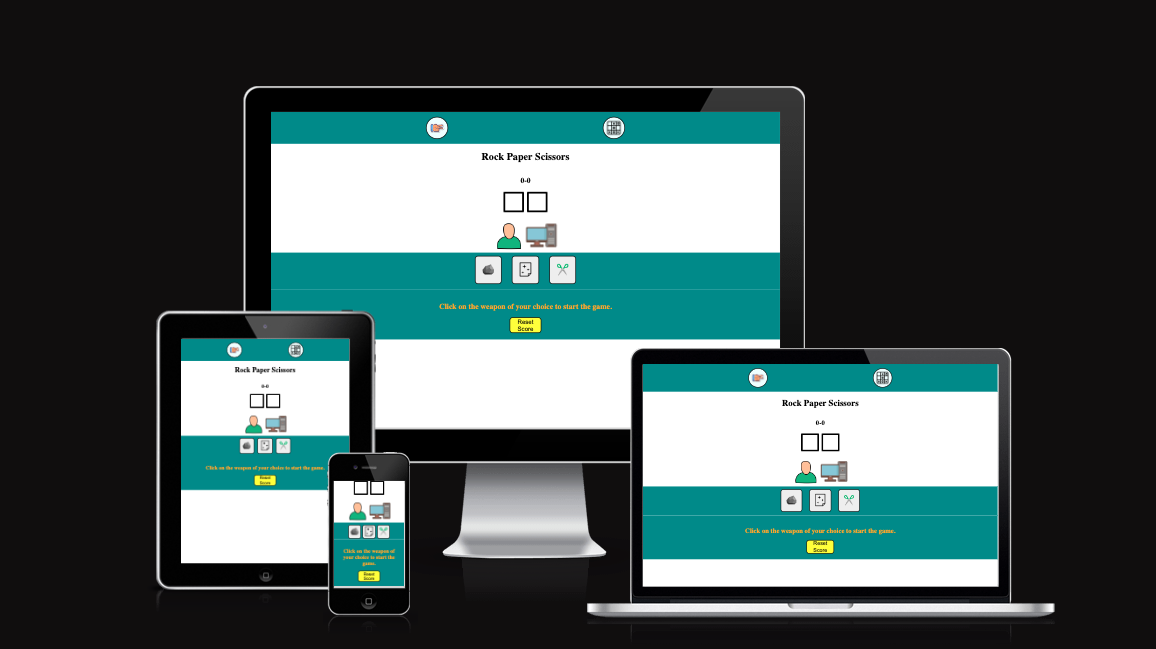 Rock Paper Scissors
0-0
Click on the weapon of your choice to start the game.
Reset
Score
Rock Paper Scissors
0-0
Click on the weapon of your choice to start the game.
Reset
Score
Click on the weapon of
your choice to start the
game.
Reset
Score
Rock Paper Scissors
0-0
Click on the weapon of your choice to start the game.
Reset
Score